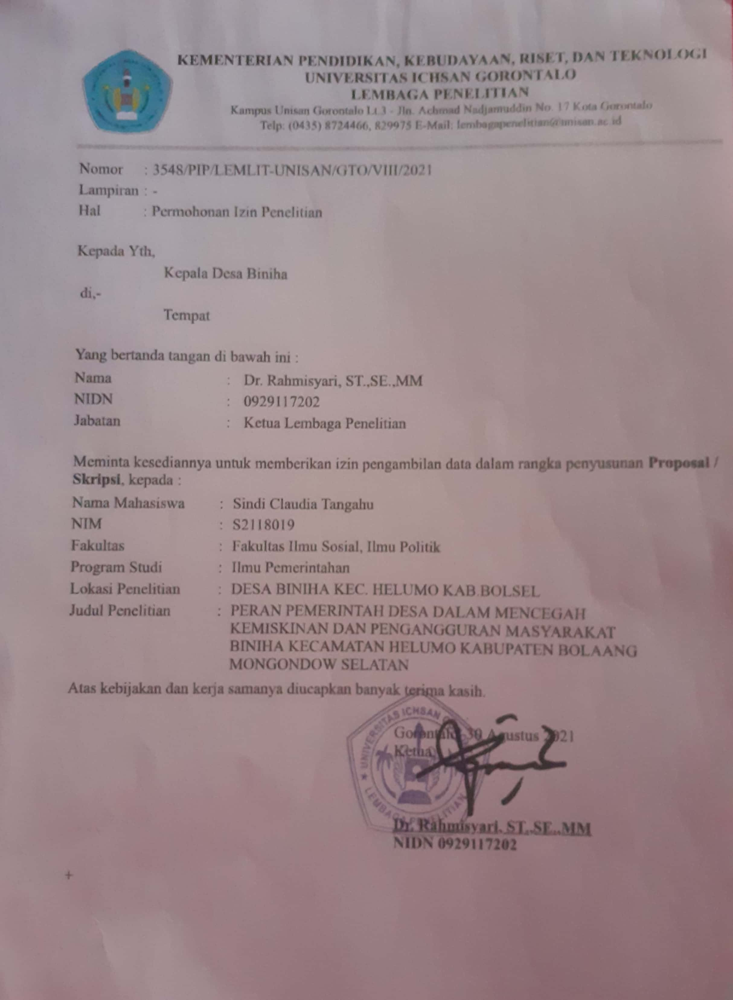 KEMENTERIAN PENDIDIKAN, KEBUDAYAAN, RISET, DAN TEKNOLOGI
UNIVERSITAS ICHSAN GORONTALO
LEMBAGA PENELITIAN
Kampus Unisan Gorontalo Lt.3 - Jln. Achmad Nadjamuddin No. 17 Kota Gorontalo
Telp: (0435) 8724466, 829975 E-Mail: lembagapenelitian@unisan.ac.id
Nomor : 3548/PIP/LEMLIT-UNISAN/GTO/VIII/2021
Lampiran : -
Hal : Permohonan Izin Penelitian
Kepada Yth,
Kepala Desa Biniha
di,-
Tempat
Yang bertanda tangan di bawah ini :
Nama : Dr. Rahmisyari, ST.,SE.,MM
NIDN : 0929117202
Jabatan : Ketua Lembaga Penelitian
Meminta kesediannya untuk memberikan izin pengambilan data dalam rangka penyusunan Proposal /
Skripsi, kepada :
Nama Mahasiswa : Sindi Claudia Tangahu
NIM : S2118019
Fakultas : Fakultas Ilmu Sosial, Ilmu Politik
Program Studi : Ilmu Pemerintahan
Lokasi Penelitian : DESA BINIHA KEC. HELUMO KAB.BOLSEL
Judul Penelitian : PERAN PEMERINTAH DESA DALAM MENCEGAH
KEMISKINAN DAN PENGANGGURAN MASYARAKAT
BINIHA KECAMATAN HELUMO KABUPATEN BOLAANG
MONGONDOW SELATAN
Atas kebijakan dan kerja samanya diucapkan banyak terima kasih.
UNIVERSITAS ICHSAN
Gorontalo, 30 Agustus 2021
Ketua
LEMBAGA PENELITIAN
Dr. Rahmisyari, ST.,SE.,MM
NIDN 0929117202
+